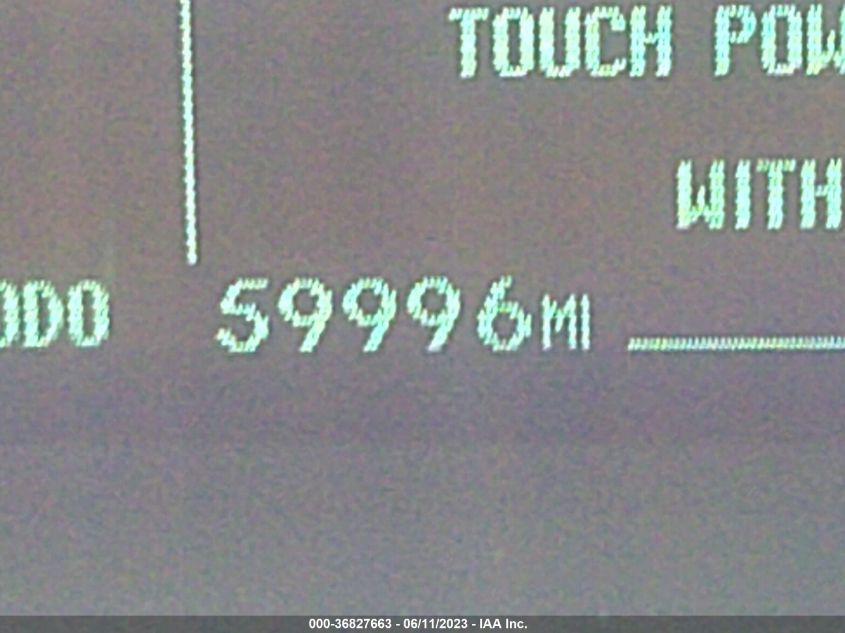 TOUCH POW
WITH
ODO 59996MI
000-36827663 - 06/11/2023 - IAA Inc.